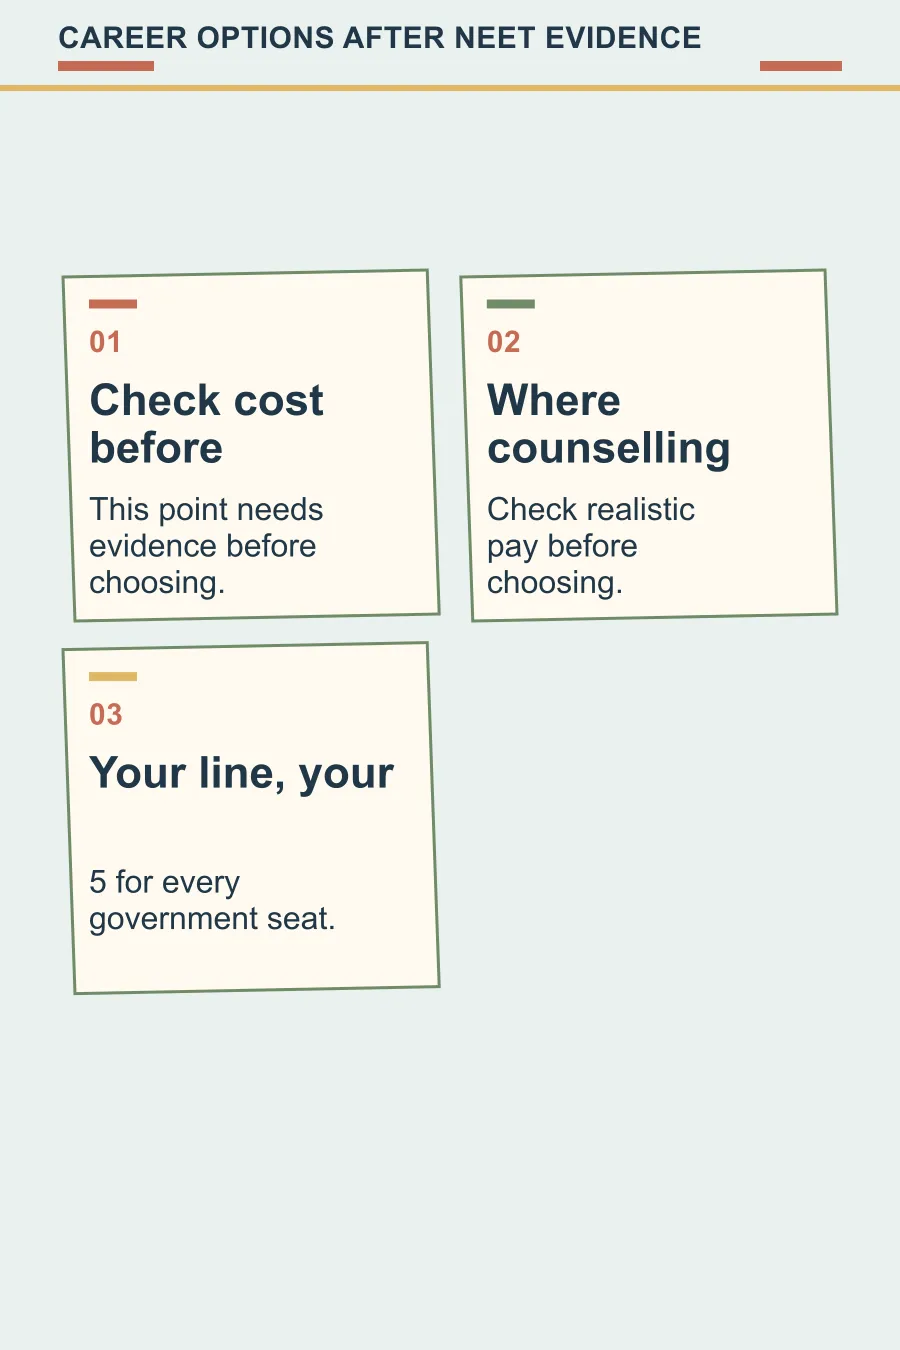 CAREER OPTIONS AFTER NEET EVIDENCE
01
Check cost
before
This point needs
evidence before
choosing.
02
Where
counselling
Check realistic
pay before
choosing.
03
Your line, your
5 for every
government seat.